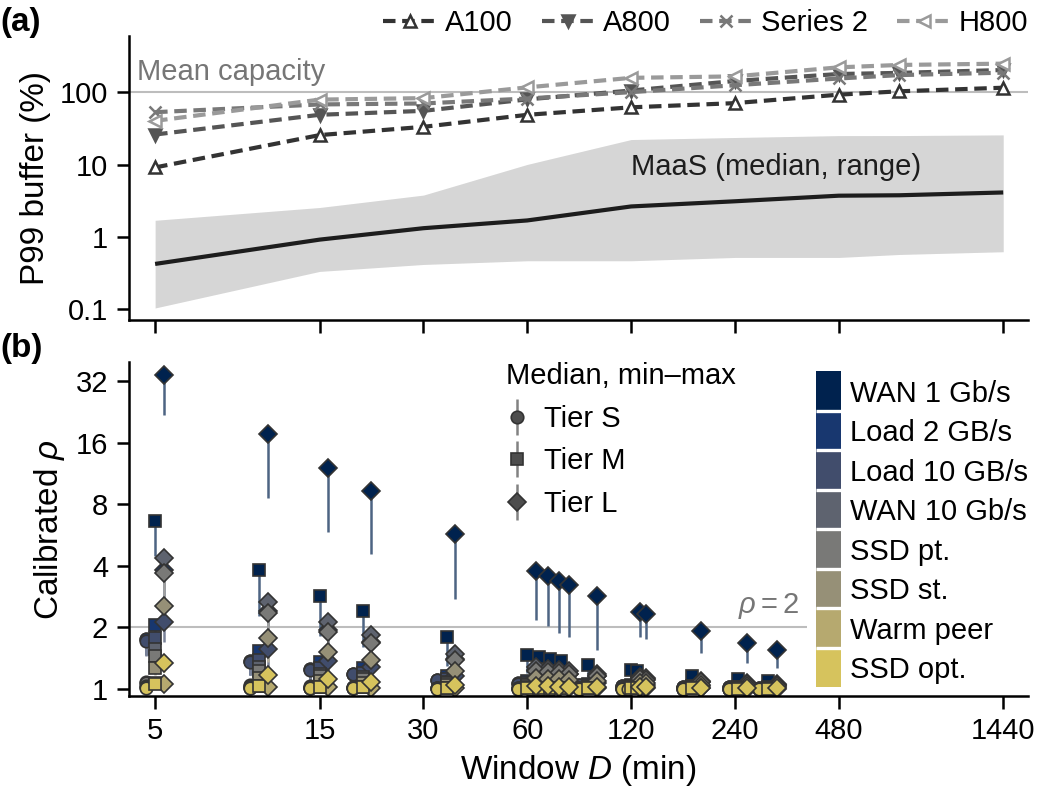 (a)
A100 A800 Series 2 H800
Mean capacity
MaaS (median, range)
P99 buffer (%)
100
10
1
0.1
(b)
Median, min–max
Tier S
Tier M
Tier L
WAN 1 Gb/s
Load 2 GB/s
Load 10 GB/s
WAN 10 Gb/s
SSD pt.
SSD st.
Warm peer
SSD opt.
ρ = 2
Calibrated ρ
32
16
8
4
2
1
5 15 30 60 120 240 480 1440
Window D (min)